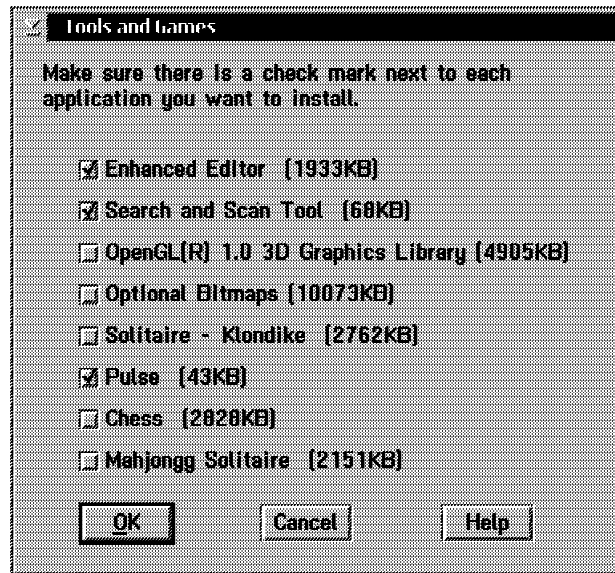 Tools and Games
Make sure there is a check mark next to each
application you want to install.
Enhanced Editor (1933KB)
Search and Scan Tool (60KB)
OpenGL(R) 1.0 3D Graphics Library (4905KB)
Optional Bitmaps (10073KB)
Solitaire - Klondike (2762KB)
Pulse (43KB)
Chess (2020KB)
Mahjongg Solitaire (2151KB)
OK Cancel Help